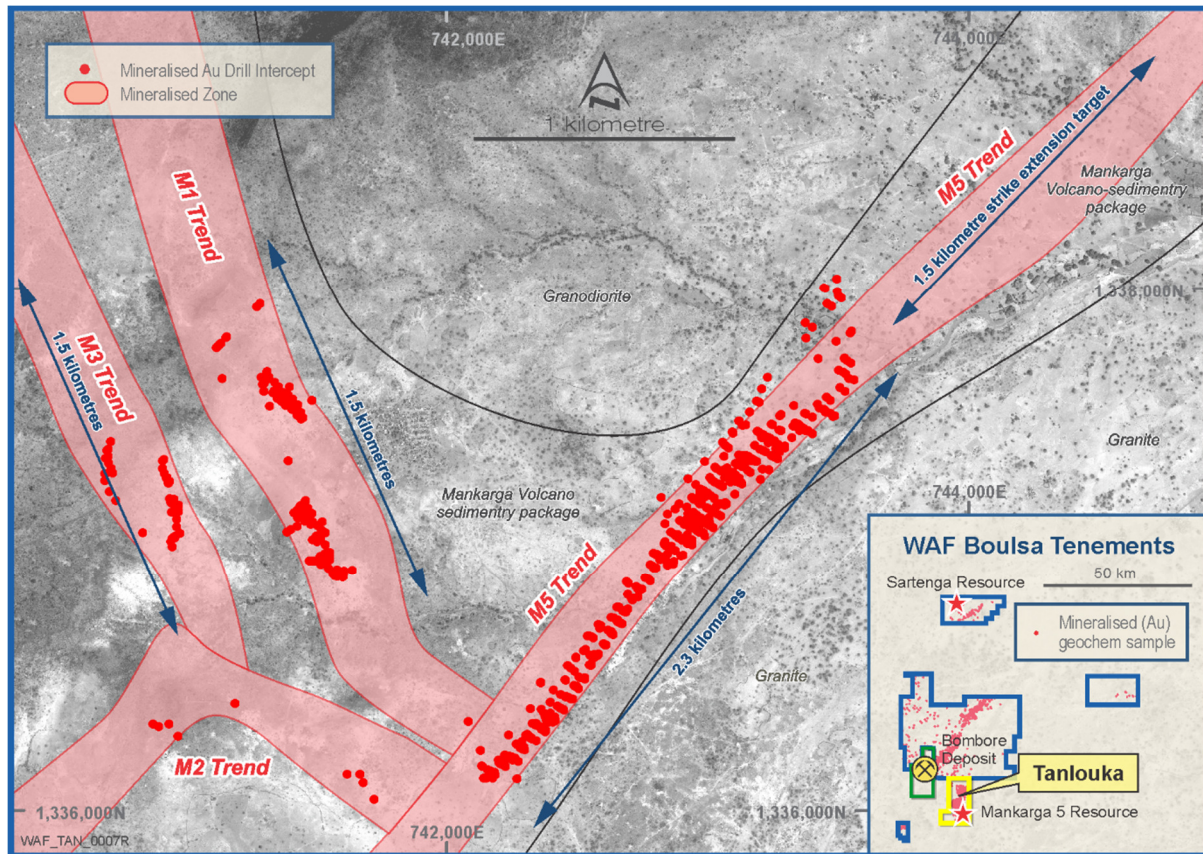 742,000E
744,000E
Mineralised Au Drill Intercept
Mineralised Zone
N
1 kilometre
M1 Trend
M5 Trend
1.5 kilometre strike extension target
Mankarga
Volcano-sedimentry
package
M3 Trend
1.5 kilometres
1.5 kilometres
Granodiorite
1,338,000N
Granite
Mankarga Volcano
sedimentry package
744,000E
M5 Trend
2.3 kilometres
Granite
M2 Trend
1,336,000N
742,000E
1,336,000N
WAF_TAN_0007R
WAF Boulsa Tenements
Sartenga Resource
50 km
Mineralised (Au)
geochem sample
Bombore
Deposit
Tanlouka
Mankarga 5 Resource